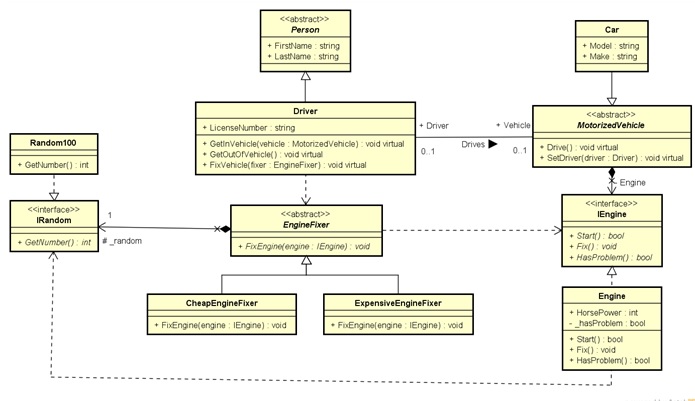 <<abstract>>
Person
+ FirstName : string
+ LastName : string
Car
+ Model : string
+ Make : string
Driver
+ LicenseNumber : string
+ GetInVehicle(vehicle : MotorizedVehicle) : void virtual
+ GetOutOfVehicle() : void virtual
+ FixVehicle(fixer : EngineFixer) : void virtual
+ Driver
0..1
Drives
+ Vehicle
0..1
<<abstract>>
MotorizedVehicle
+ Drive() : void virtual
+ SetDriver(driver : Driver) : void virtual
- Engine
Random100
+ GetNumber() : int
<<interface>>
IRandom
+ GetNumber() : int
1
# _random
<<abstract>>
EngineFixer
+ FixEngine(engine : IEngine) : void
<<interface>>
IEngine
+ Start() : bool
+ Fix() : void
+ HasProblem() : bool
CheapEngineFixer
+ FixEngine(engine : IEngine) : void
ExpensiveEngineFixer
+ FixEngine(engine : IEngine) : void
Engine
+ HorsePower : int
- _hasProblem : bool
+ Start() : bool
+ Fix() : void
+ HasProblem() : bool